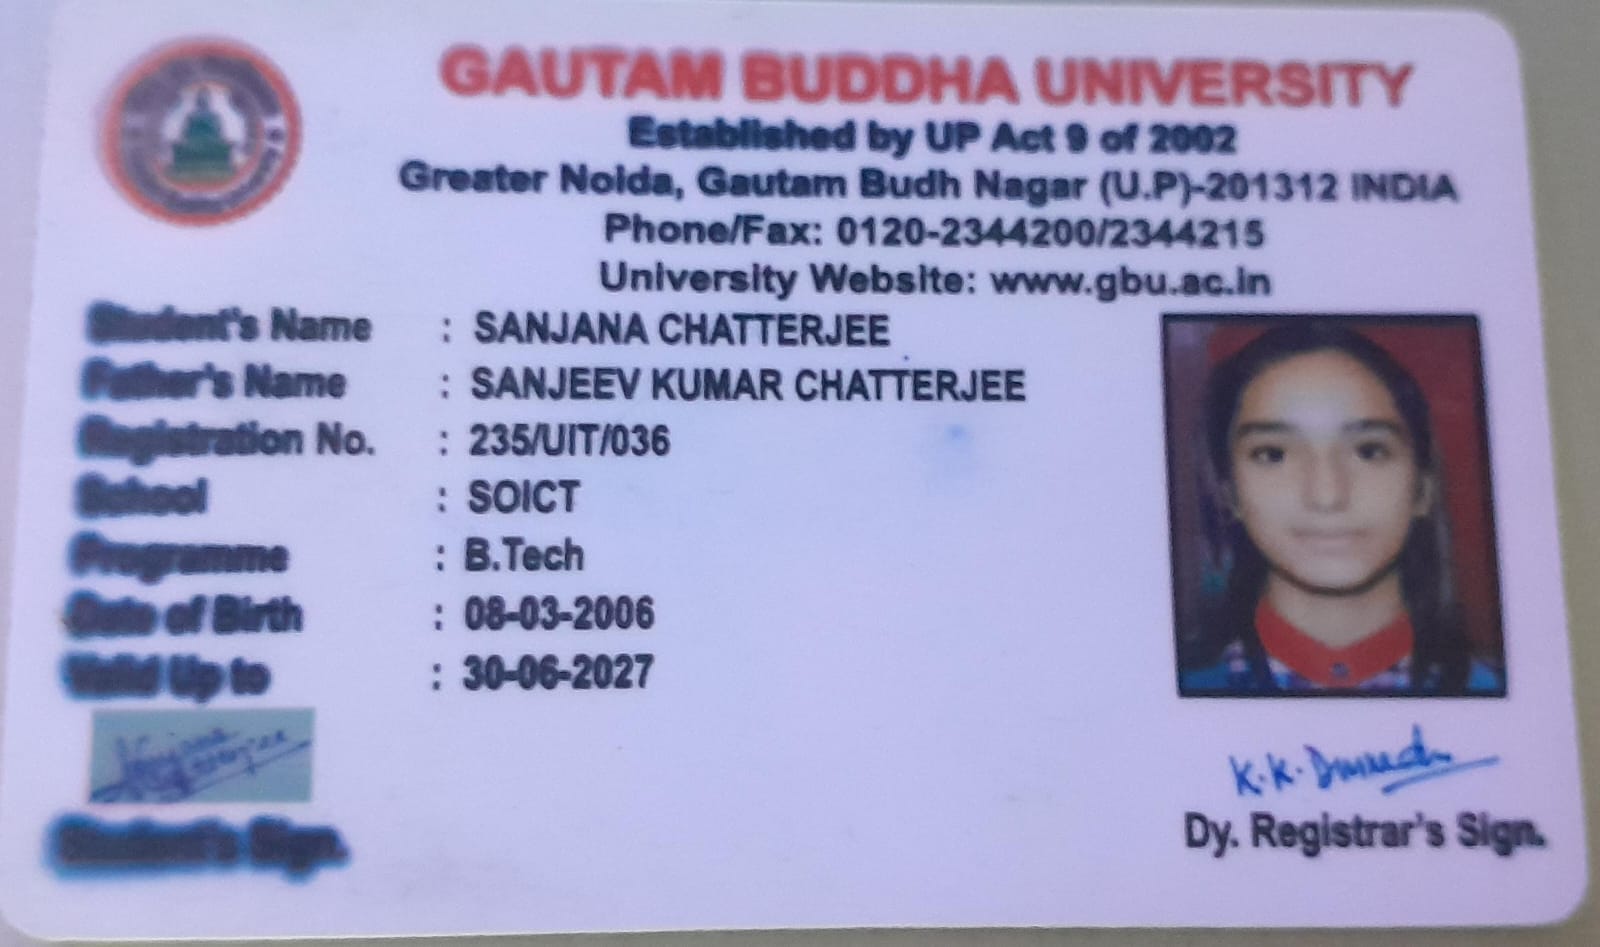 GAUTAM BUDDHA UNIVERSITY
Established by UP Act 9 of 2002
Greater Noida, Gautam Budh Nagar (U.P)-201312 INDIA
Phone/Fax: 0120-2344200/2344215
University Website: www.gbu.ac.in
Student's Name : SANJANA CHATTERJEE
Father's Name : SANJEEV KUMAR CHATTERJEE
Registration No. : 235/UIT/036
School : SOICT
Programme : B.Tech
Date of Birth : 08-03-2006
Valid Up to : 30-06-2027
Student's Sign.
Dy. Registrar's Sign.